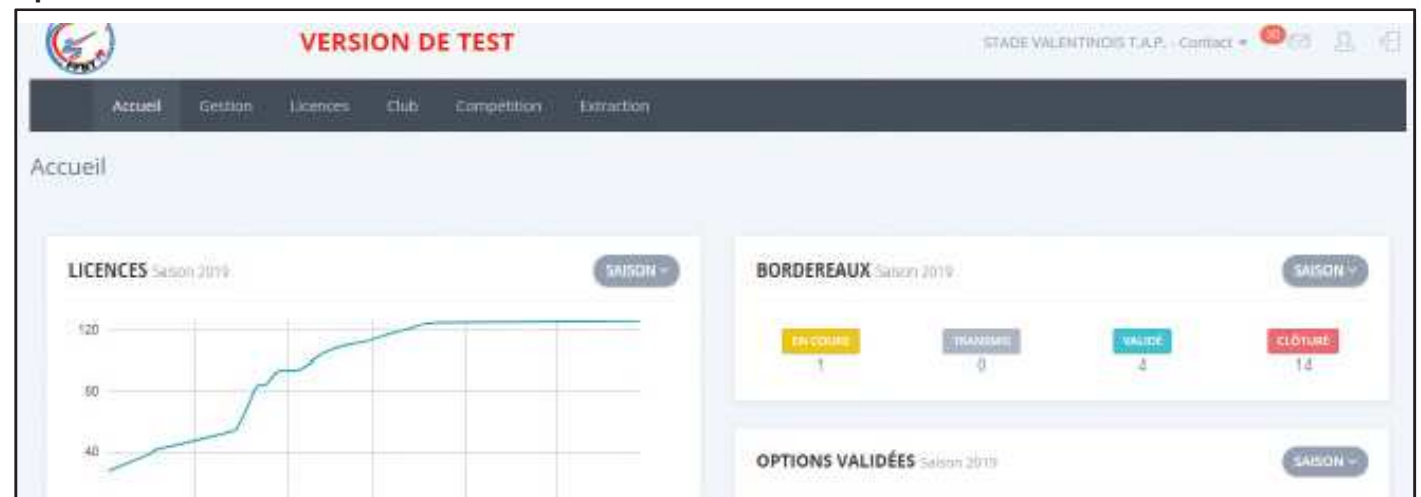 VERSION DE TEST
STADE VALENTINOIS T.A.P. - Contact
Accueil Gestion Licences Club Compétition Extraction
Accueil
LICENCES Saison 2019 SAISON
BORDEREAUX Saison 2019 SAISON
120
80
40
EN COURS TRANSMIS VALIDÉ CLÔTURÉ
1 0 4 14
OPTIONS VALIDÉES Saison 2019 SAISON